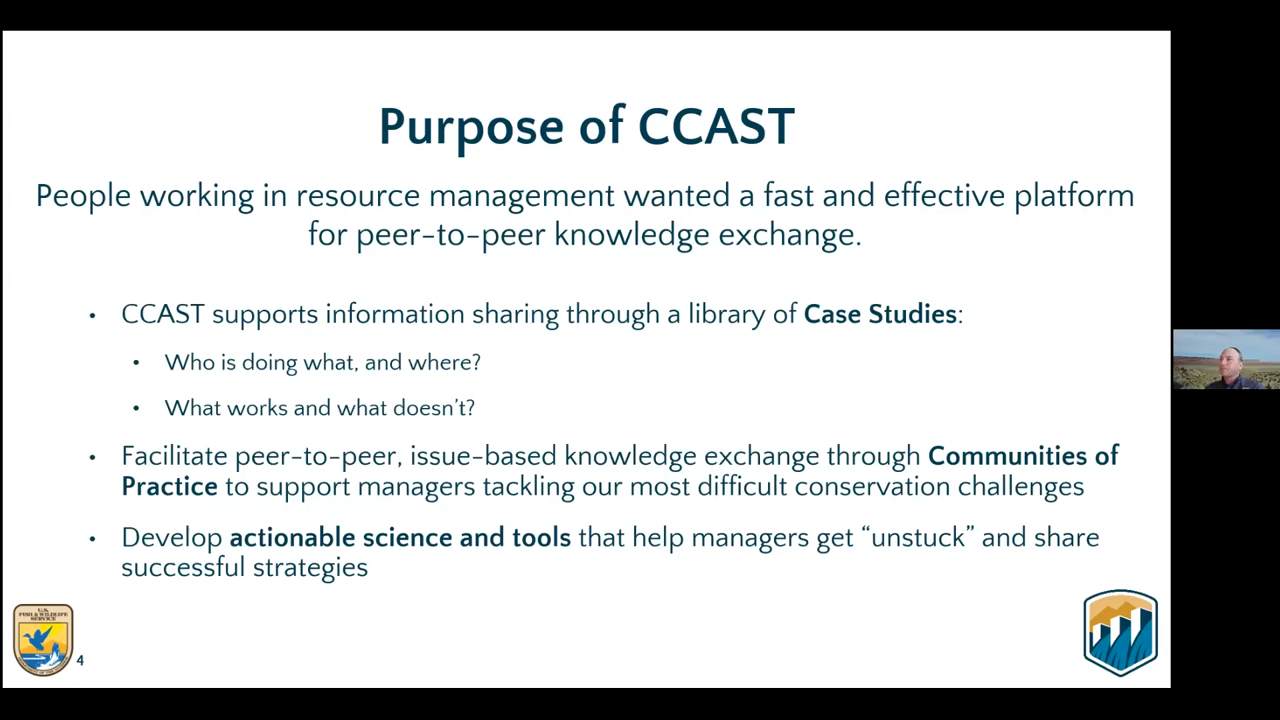 Purpose of CCAST
People working in resource management wanted a fast and effective platform
for peer-to-peer knowledge exchange.
• CCAST supports information sharing through a library of Case Studies:
• Who is doing what, and where?
• What works and what doesn’t?
• Facilitate peer-to-peer, issue-based knowledge exchange through Communities of
Practice to support managers tackling our most difficult conservation challenges
• Develop actionable science and tools that help managers get “unstuck” and share
successful strategies
U.S.
FISH & WILDLIFE
SERVICE
4